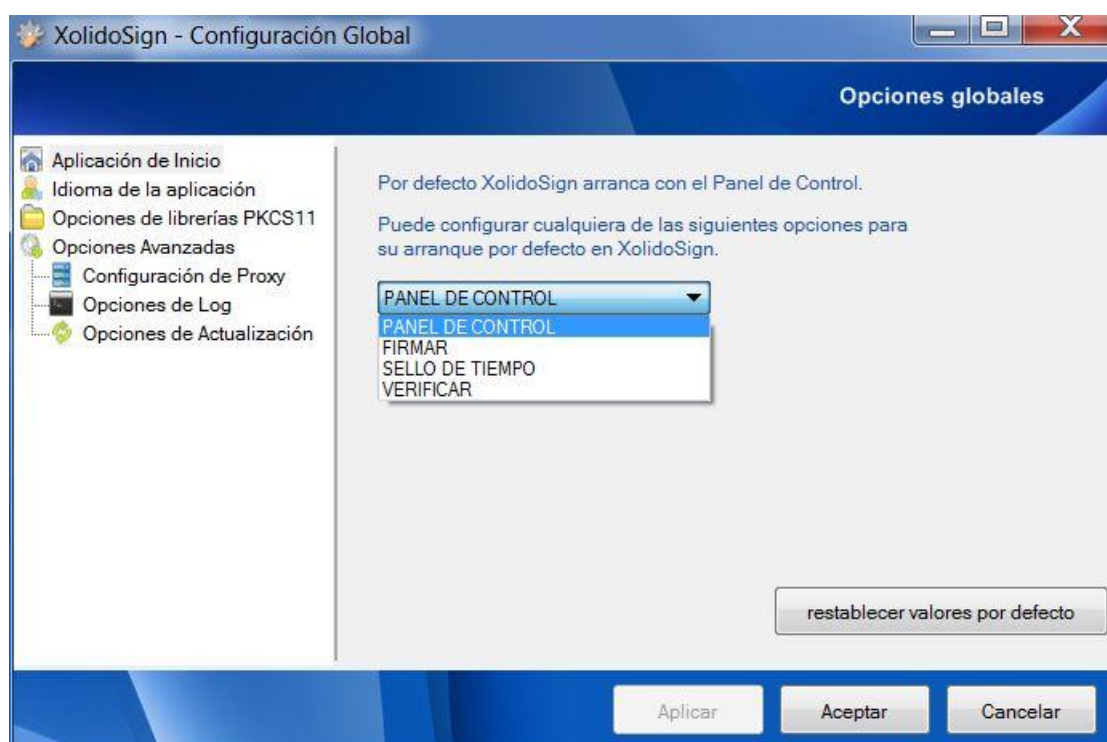 XolidoSign - Configuración Global
X
Opciones globales
Aplicación de Inicio
Idioma de la aplicación
Opciones de librerías PKCS11
Opciones Avanzadas
Configuración de Proxy
Opciones de Log
Opciones de Actualización
Por defecto XolidoSign arranca con el Panel de Control.
Puede configurar cualquiera de las siguientes opciones para
su arranque por defecto en XolidoSign.
PANEL DE CONTROL
PANEL DE CONTROL
FIRMAR
SELLO DE TIEMPO
VERIFICAR
restablecer valores por defecto
Aplicar
Aceptar
Cancelar